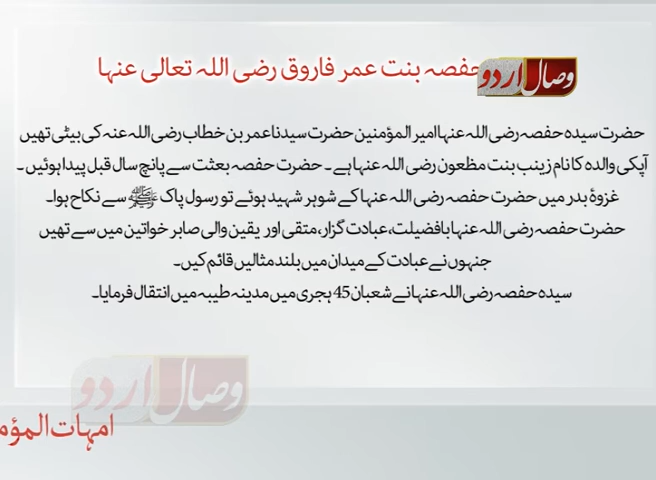 حفصہ بنت عمر فاروق رضی اللہ تعالی عنہا
وصال اردو
حضرت سیدہ حفصہ رضی اللہ عنہا امیر المؤمنین حضرت سیدنا عمر بن خطاب رضی اللہ عنہ کی بیٹی تھیں
آپکی والدہ کا نام زینب بنت مظعون رضی اللہ عنہا ہے ۔ حضرت حفصہ بعثت سے پانچ سال قبل پیدا ہوئیں ۔
غزوۂ بدر میں حضرت حفصہ رضی اللہ عنہا کے شوہر شہید ہوئے تو رسول پاک ﷺ سے نکاح ہوا۔
حضرت حفصہ رضی اللہ عنہا بافضیلت، عبادت گزار، متقی اور یقین والی صابر خواتین میں سے تھیں
جنہوں نے عبادت کے میدان میں بلند مثالیں قائم کیں۔
سیدہ حفصہ رضی اللہ عنہا نے شعبان 45 ہجری میں مدینہ طیبہ میں انتقال فرمایا۔
وصال اردو
امہات المؤم